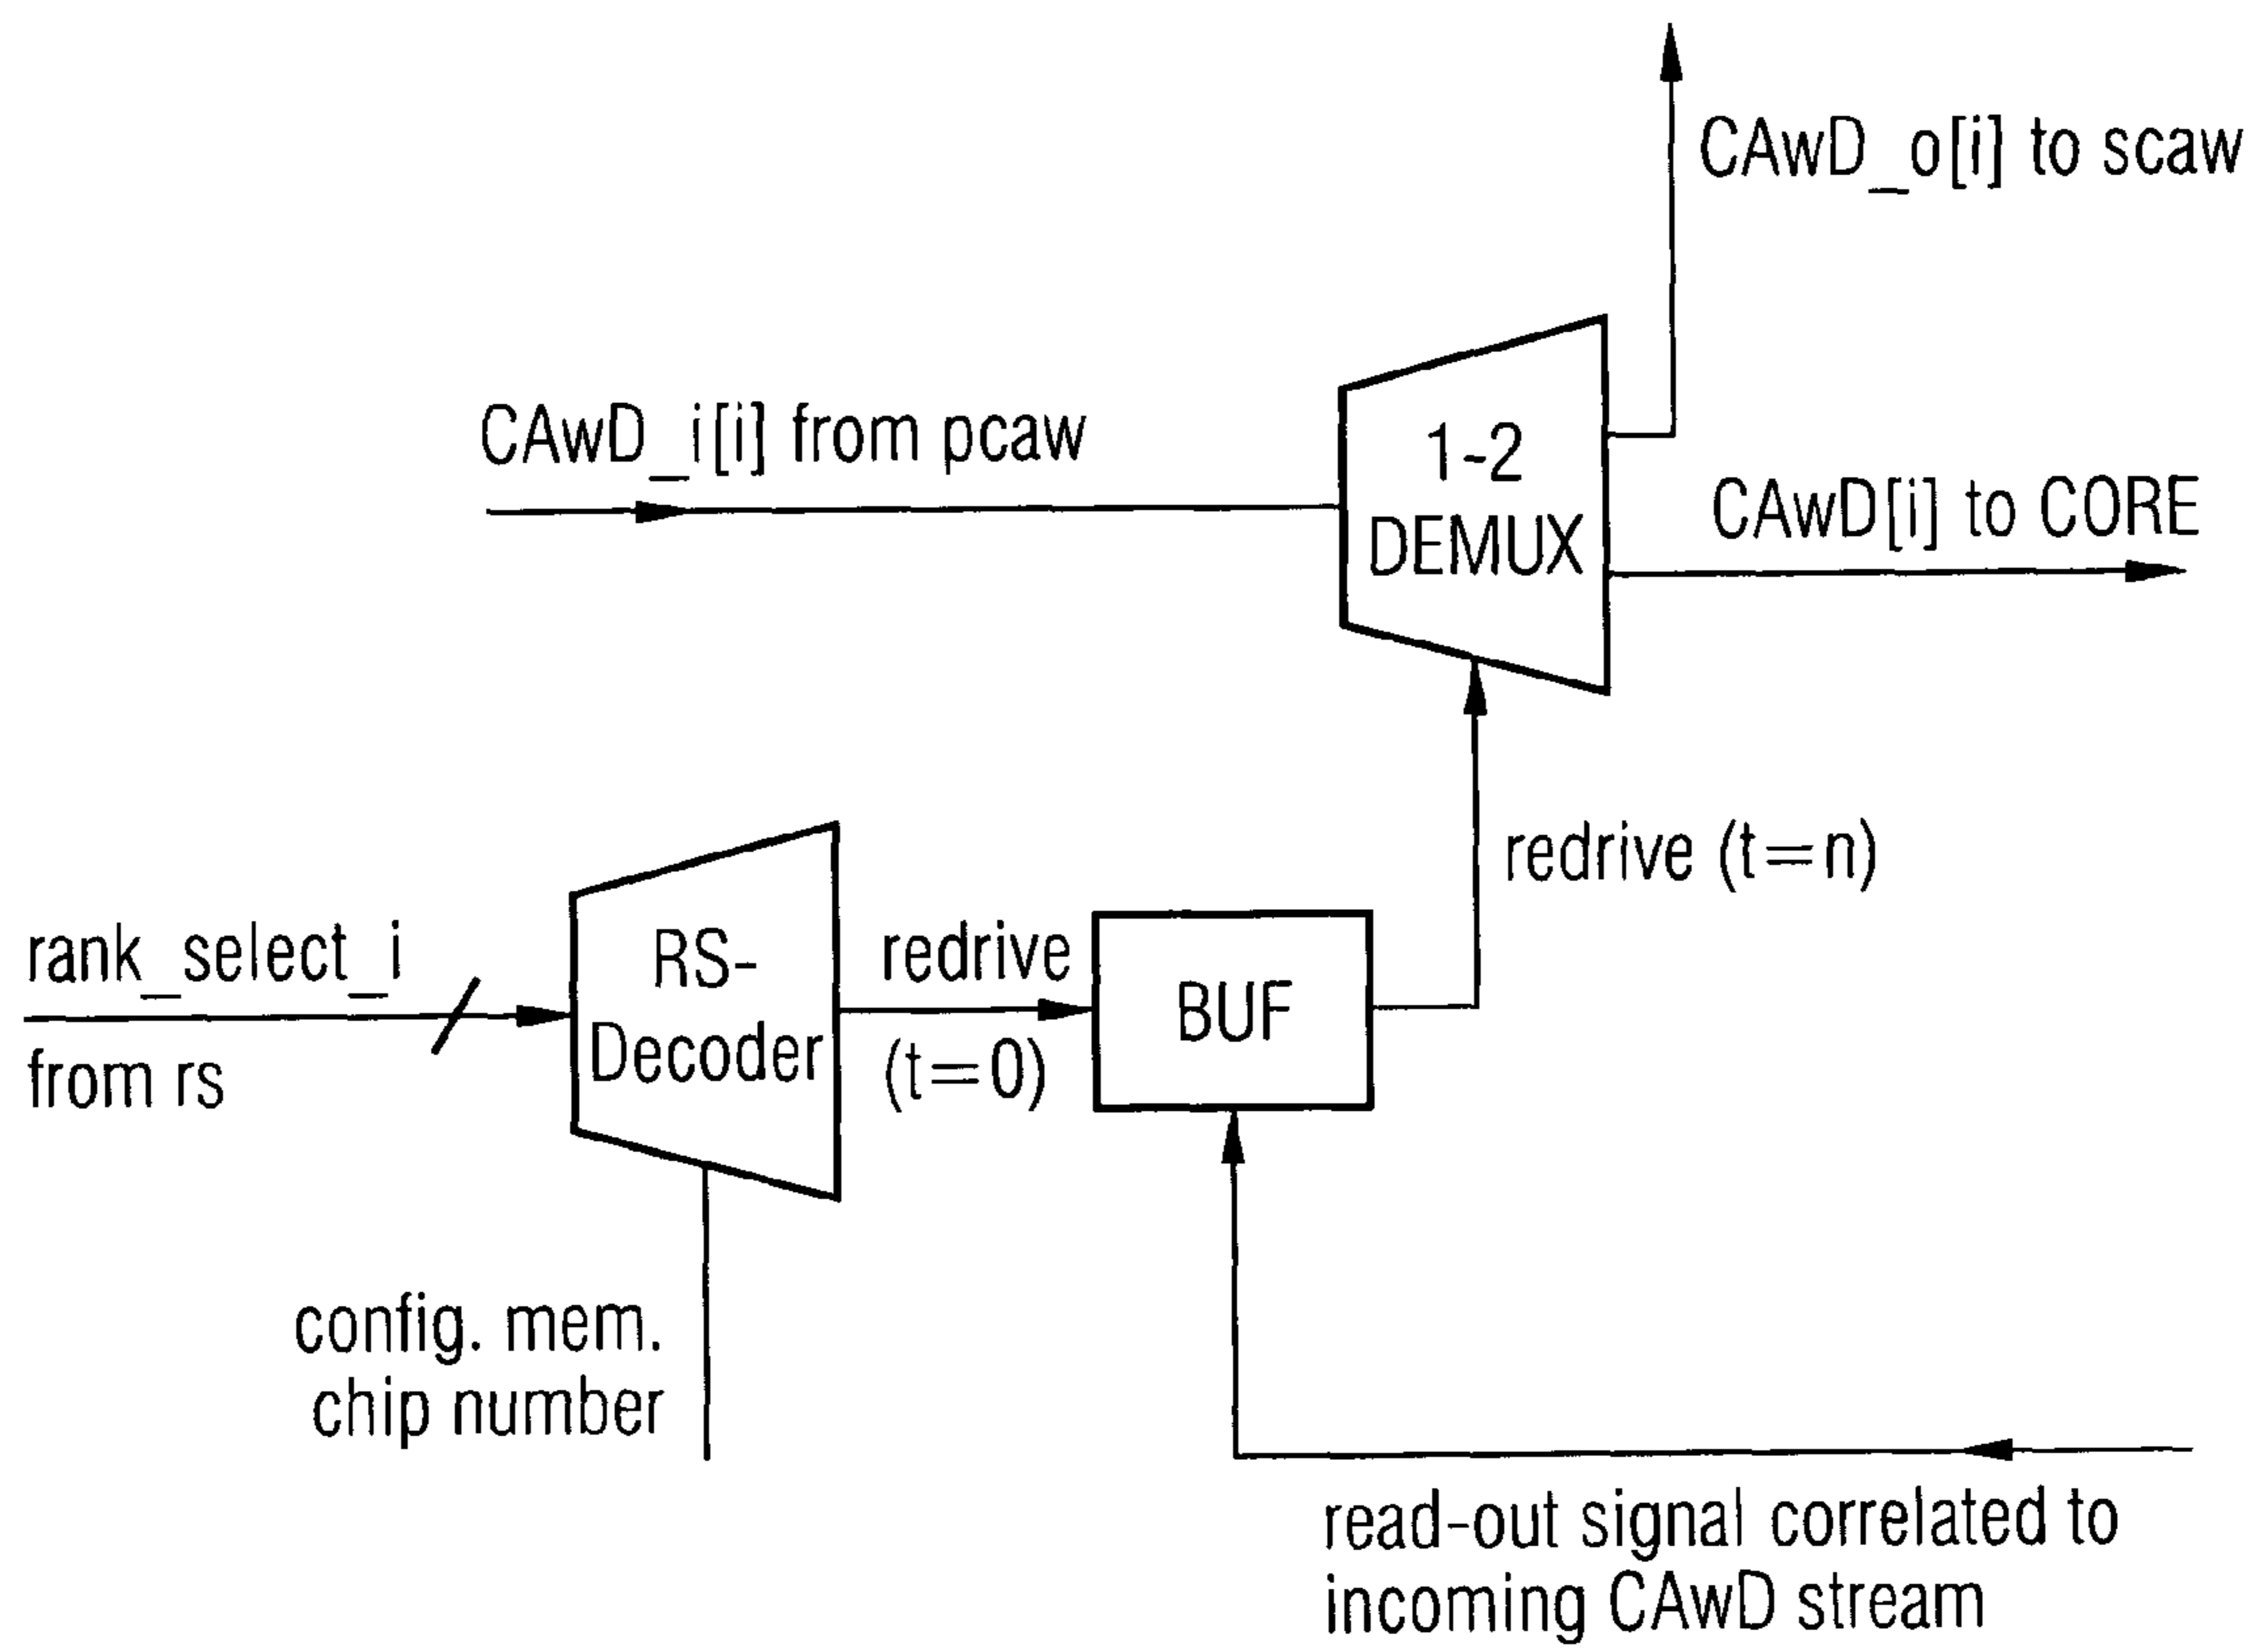 CAwD_o[i] to scaw
CAwD_i[i] from pcaw
1-2
DEMUX
CAwD[i] to CORE
redrive (t=n)
rank_select_i
from rs
RS-
Decoder
redrive
(t=0)
BUF
config. mem.
chip number
read-out signal correlated to
incoming CAwD stream